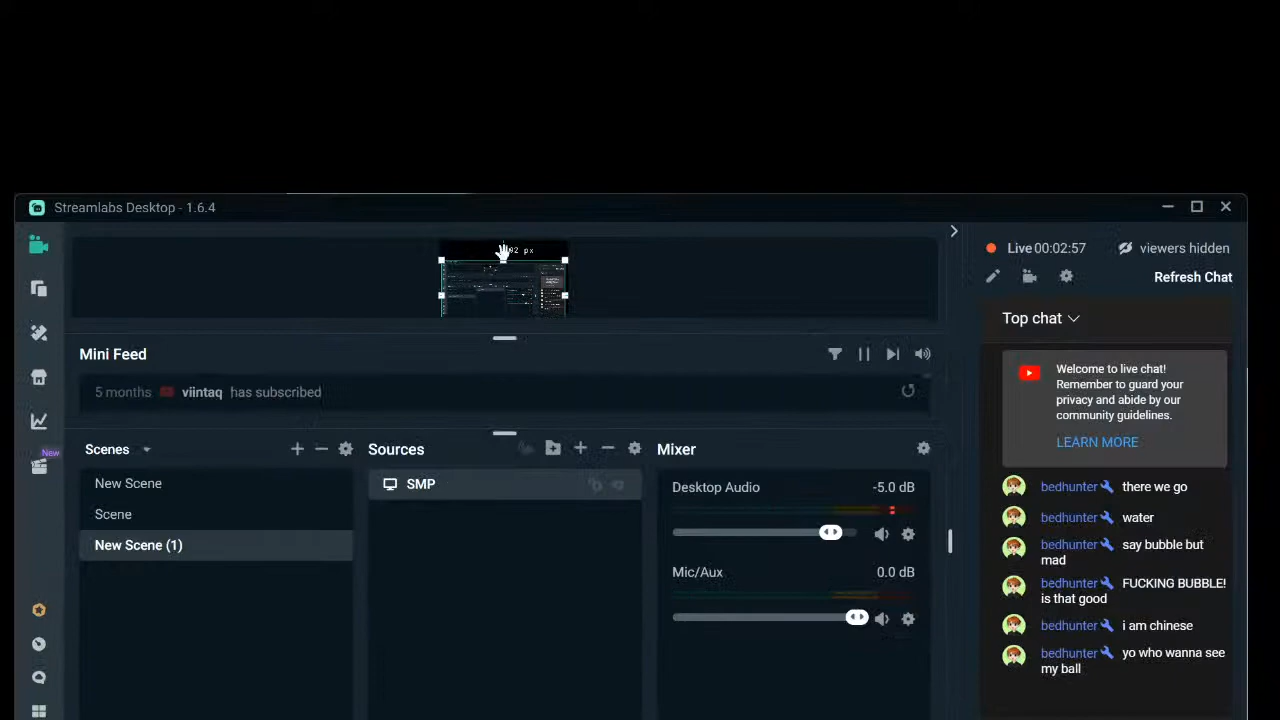 Streamlabs Desktop - 1.6.4
px
Live 00:02:57
viewers hidden
Refresh Chat
Top chat
Mini Feed
5 months viintaq has subscribed
Welcome to live chat!
Remember to guard your
privacy and abide by our
community guidelines.
LEARN MORE
New
Scenes
Sources
Mixer
New Scene
Scene
New Scene (1)
SMP
Desktop Audio
-5.0 dB
Mic/Aux
0.0 dB
bedhunter there we go
bedhunter water
bedhunter say bubble but
mad
bedhunter FUCKING BUBBLE!
is that good
bedhunter i am chinese
bedhunter yo who wanna see
my ball